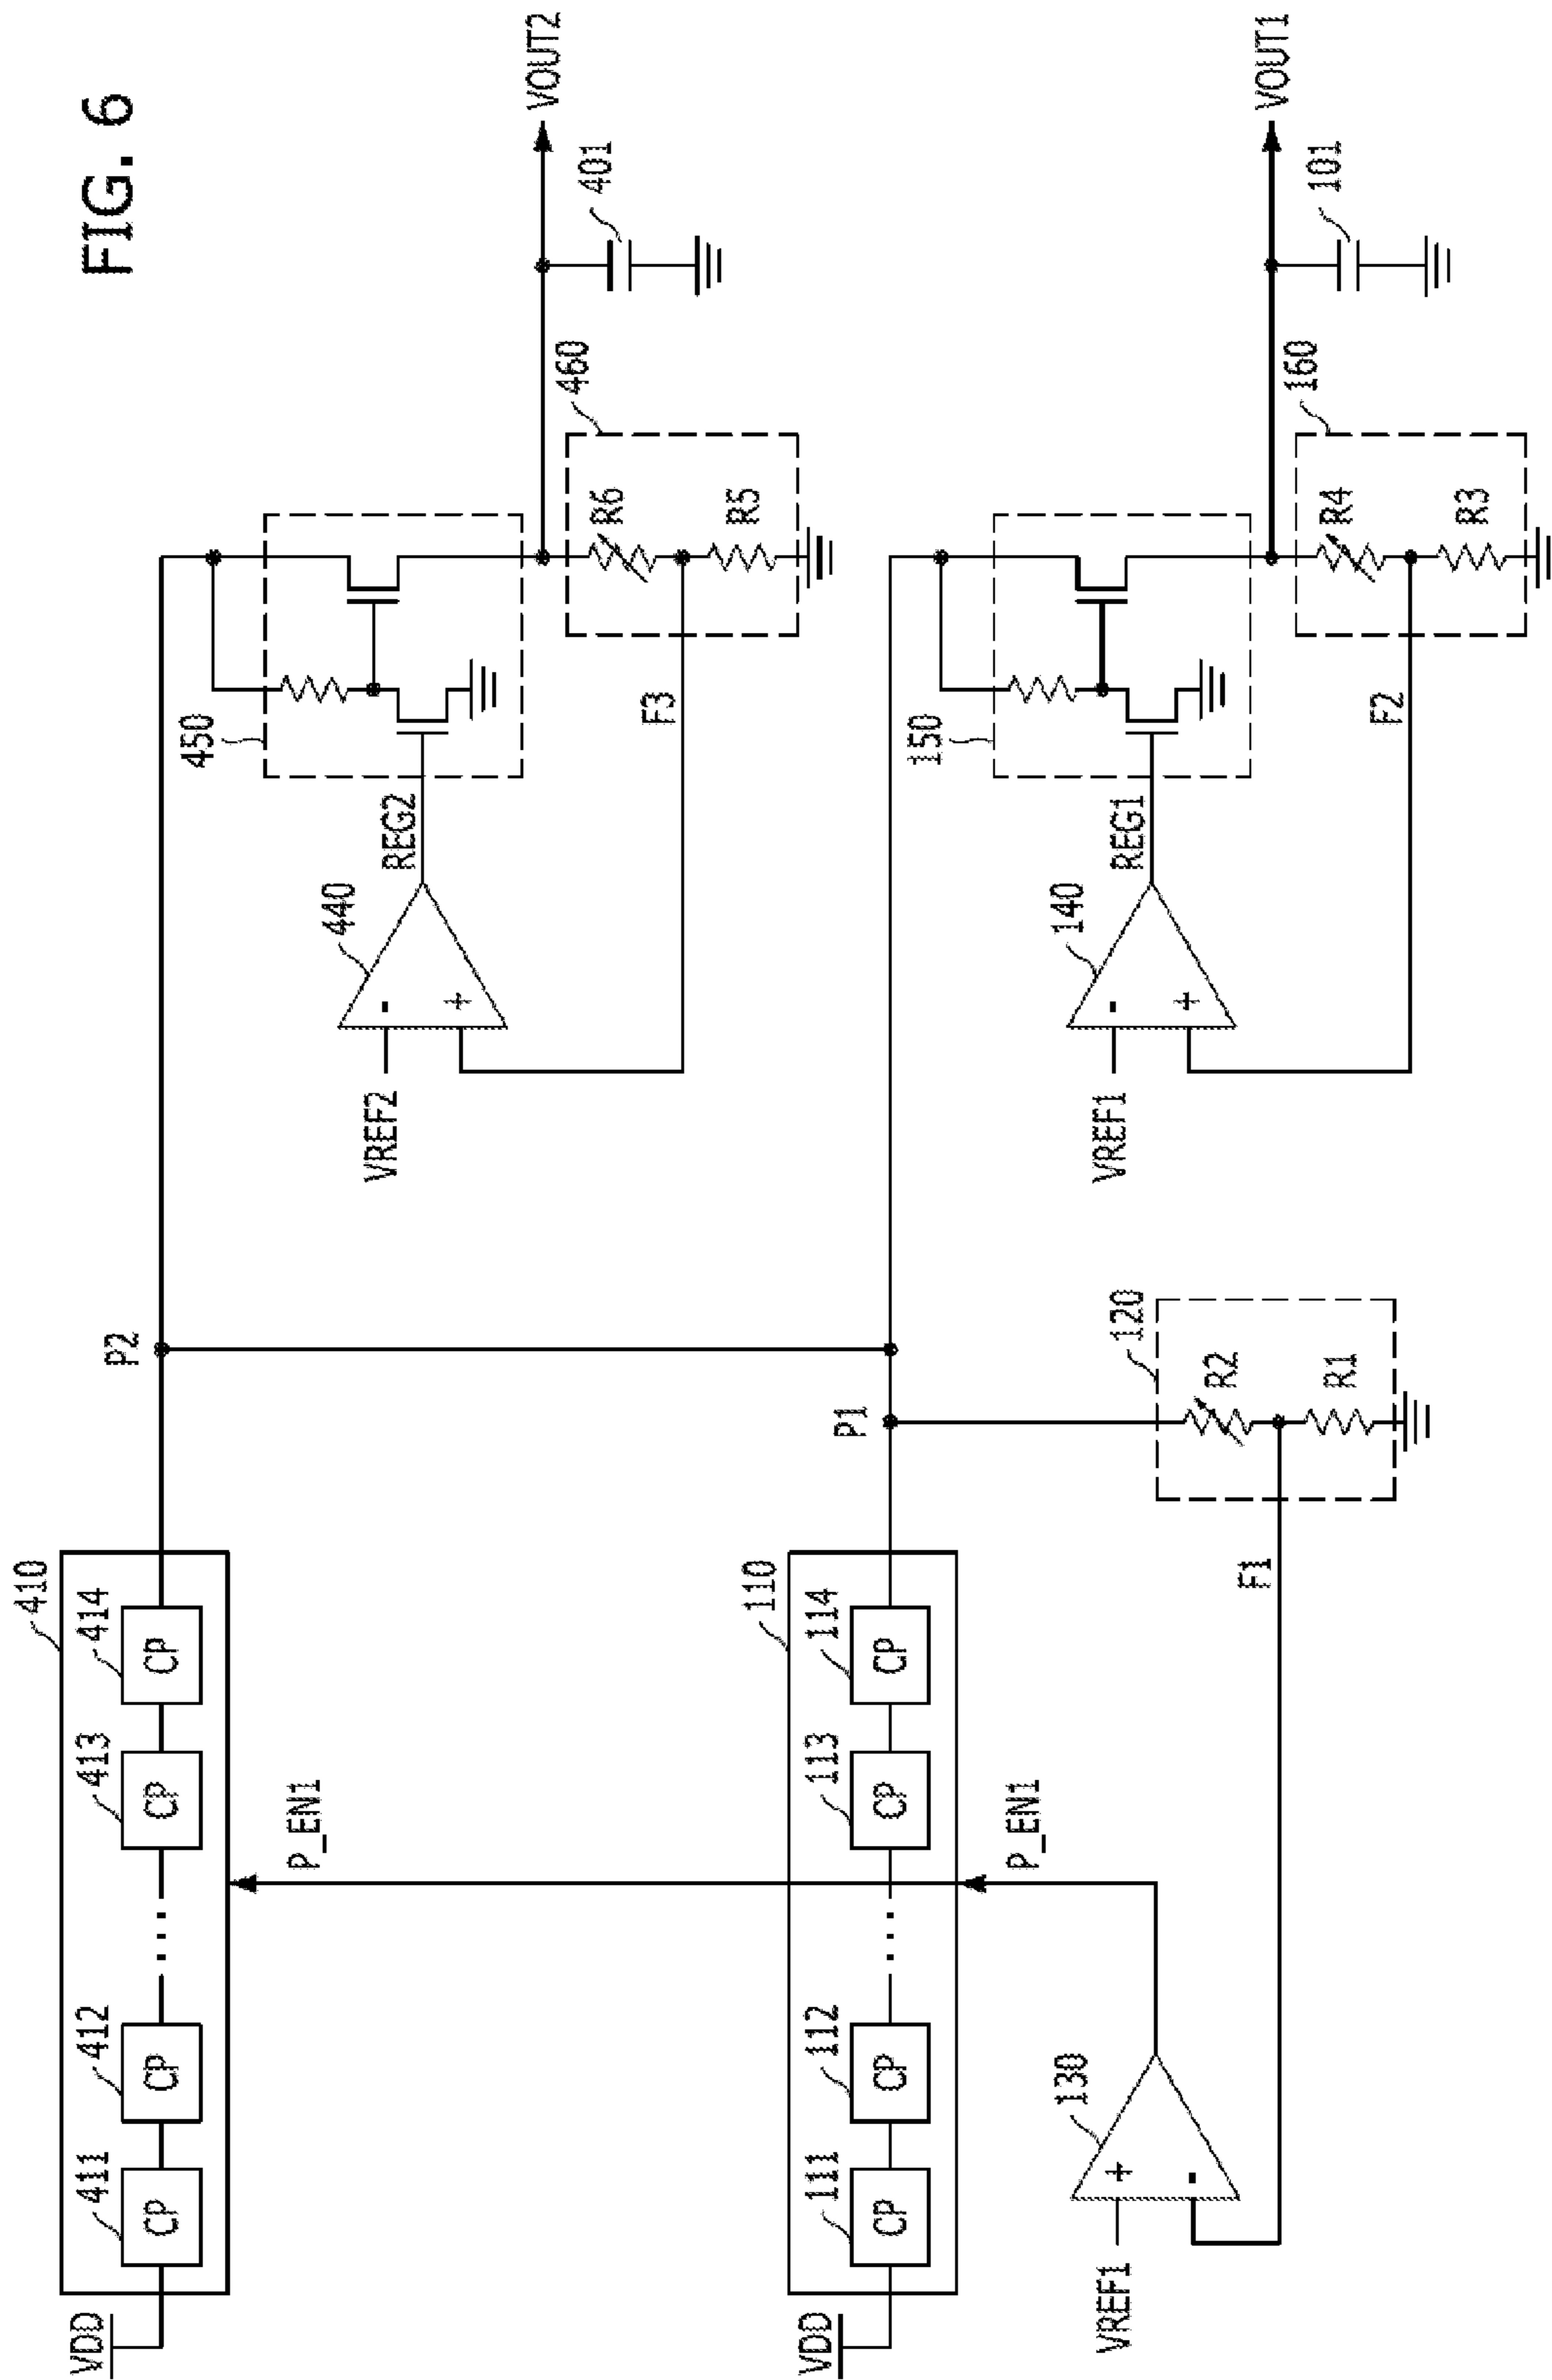 FIG. 6
VDD
410
411
CP
412
CP
...
413
CP
414
CP
P_EN1
P2
VREF2
-
+
440
REG2
450
F3
460
R6
R5
401
VOUT2
VDD
110
111
CP
112
CP
...
113
CP
114
CP
P_EN1
VREF1
+
-
130
F1
P1
120
R2
R1
VREF1
-
+
140
REG1
150
F2
160
R4
R3
101
VOUT1